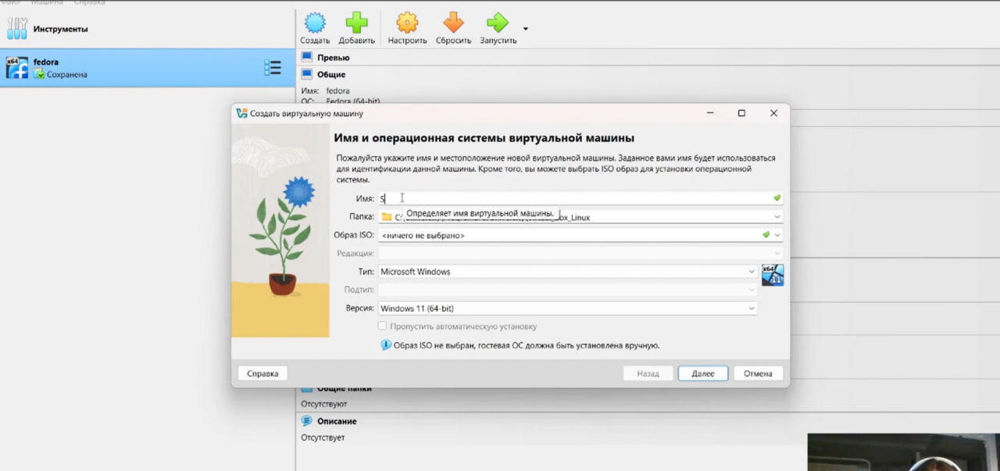 Файл Машина Справка
Инструменты
Создать Добавить Настроить Сбросить Запустить
x64
fedora
Сохранена
Превью
Общие
Имя: fedora
ОС: Fedora (64-bit)
Создать виртуальную машину
Имя и операционная системы виртуальной машины
Пожалуйста укажите имя и местоположение новой виртуальной машины. Заданное вами имя будет использоваться
для идентификации данной машины. Кроме того, вы можете выбрать ISO образ для установки операционной
системы.
Имя: S
Определяет имя виртуальной машины.
Папка: C:
Box_Linux
Образ ISO: <ничего не выбрано>
Редакция:
Тип: Microsoft Windows
x64
Подтип:
Версия: Windows 11 (64-bit)
Пропустить автоматическую установку
Образ ISO не выбран, гостевая ОС должна быть установлена вручную.
Справка Назад Далее Отмена
Общие папки
Отсутствуют
Описание
Отсутствует